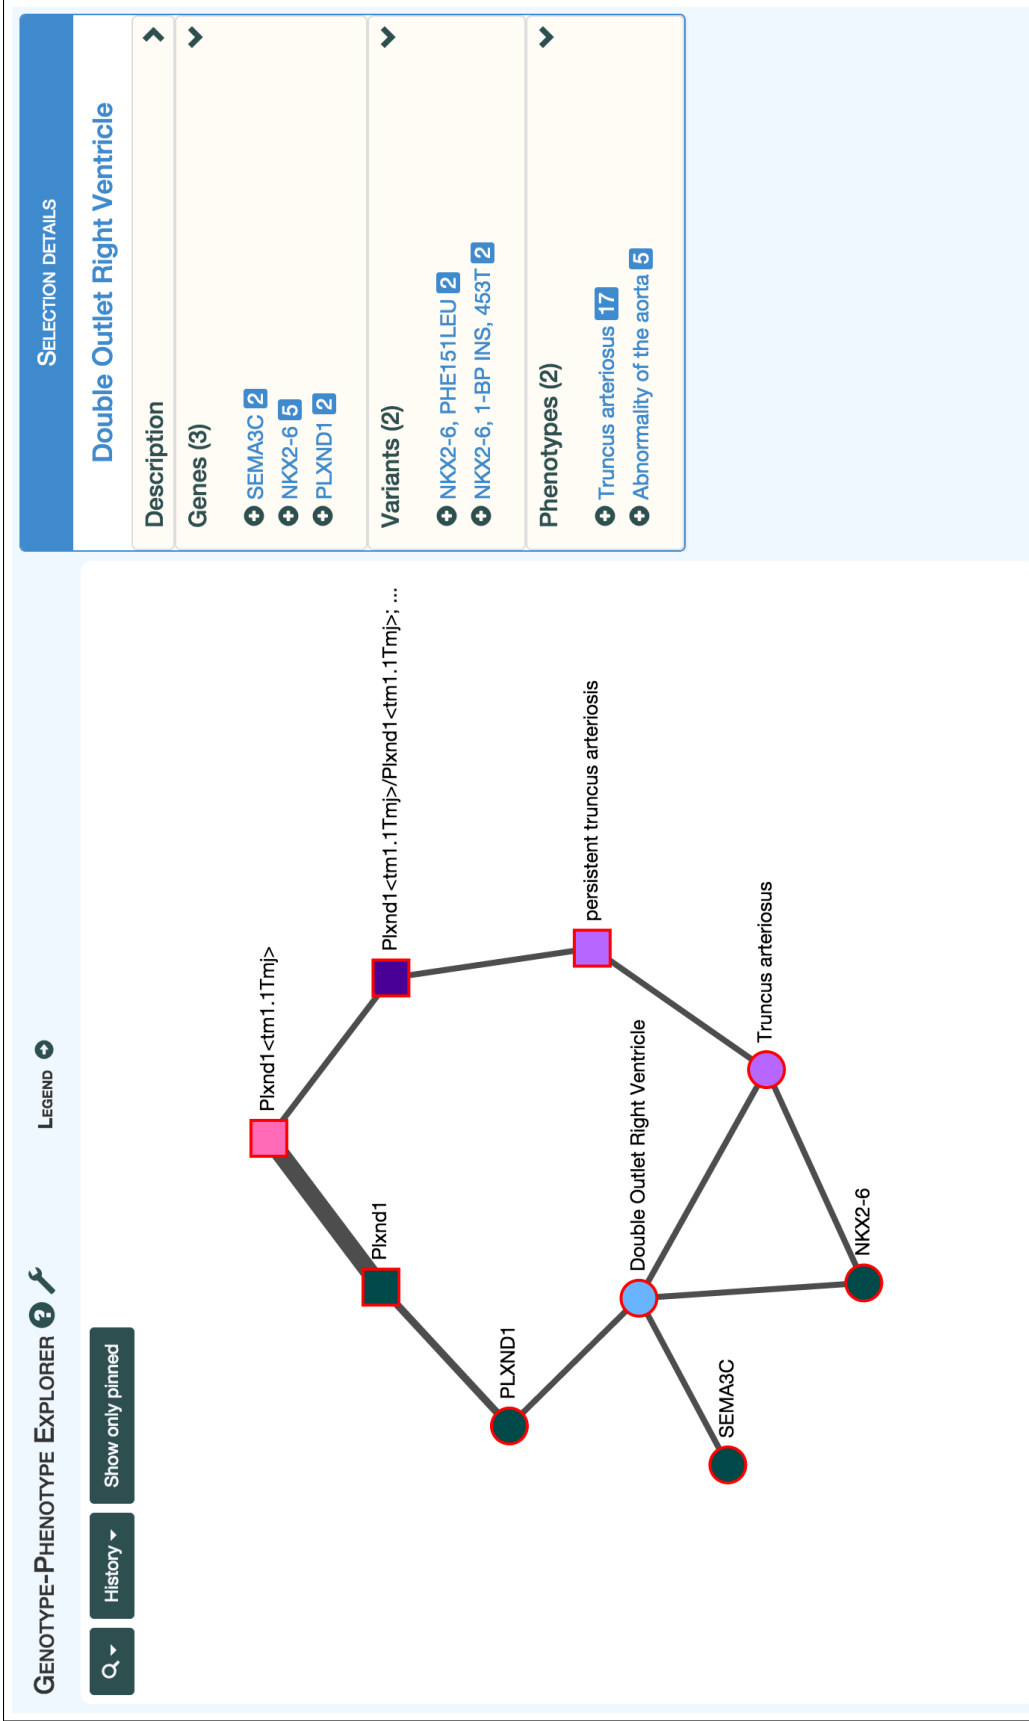 GENOTYPE-PHENOTYPE EXPLORER
LEGEND
History
Show only pinned
Plxnd1<tm1.1Tmj>
Plxnd1
Plxnd1<tm1.1Tmj>/Plxnd1<tm1.1Tmj>; ...
PLXND1
persistent truncus arteriosis
Double Outlet Right Ventricle
SEMA3C
Truncus arteriosus
NKX2-6
SELECTION DETAILS
Double Outlet Right Ventricle
Description
Genes (3)
SEMA3C 2
NKX2-6 5
PLXND1 2
Variants (2)
NKX2-6, PHE151LEU 2
NKX2-6, 1-BP INS, 453T 2
Phenotypes (2)
Truncus arteriosus 17
Abnormality of the aorta 5